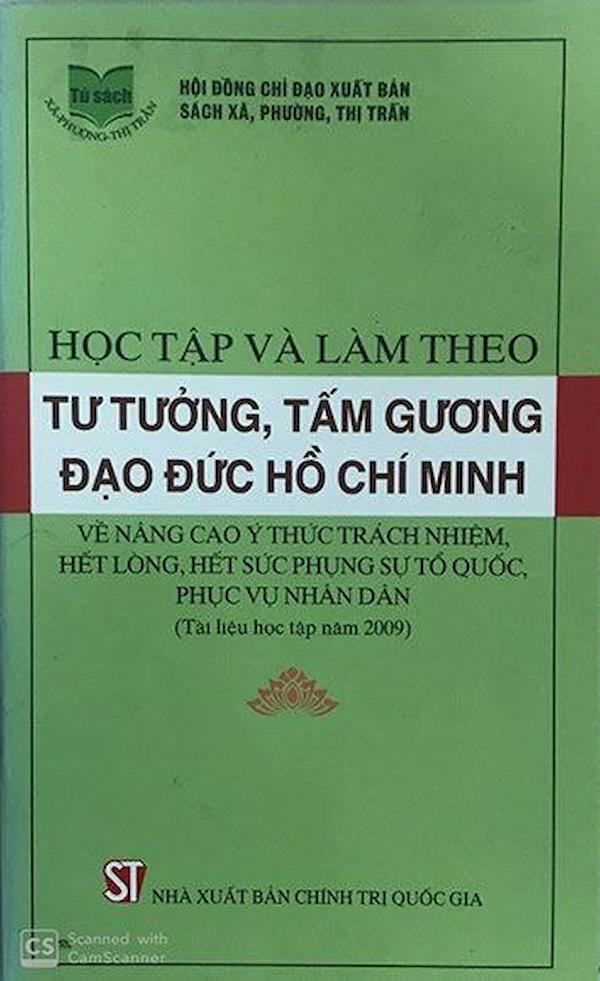 Tủ sách
XÃ-PHƯỜNG-THỊ TRẤN
HỘI ĐỒNG CHỈ ĐẠO XUẤT BẢN
SÁCH XÃ, PHƯỜNG, THỊ TRẤN
HỌC TẬP VÀ LÀM THEO
TƯ TƯỞNG, TẤM GƯƠNG
ĐẠO ĐỨC HỒ CHÍ MINH
VỀ NÂNG CAO Ý THỨC TRÁCH NHIỆM,
HẾT LÒNG, HẾT SỨC PHỤNG SỰ TỔ QUỐC,
PHỤC VỤ NHÂN DÂN
(Tài liệu học tập năm 2009)
ST
NHÀ XUẤT BẢN CHÍNH TRỊ QUỐC GIA
CS
Scanned with
CamScanner